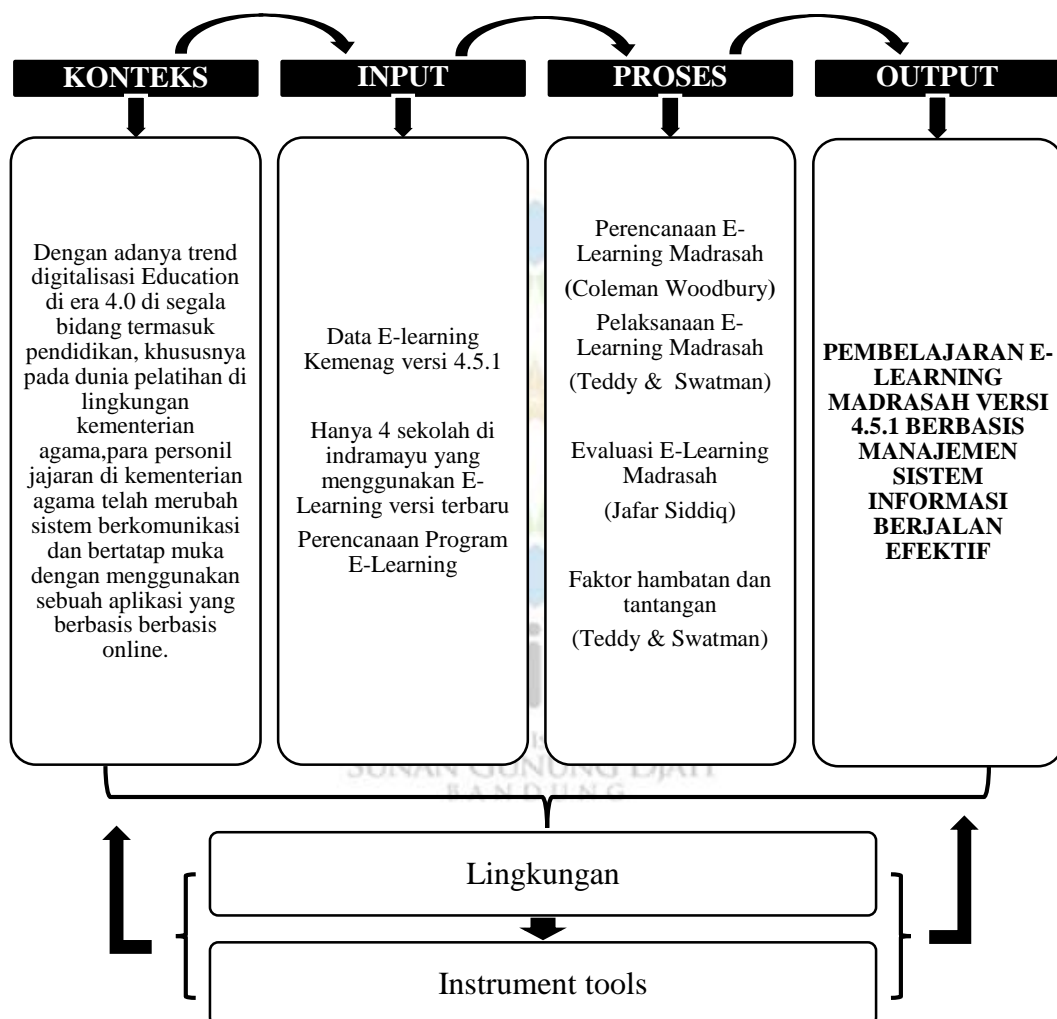 KONTEKS
INPUT
PROSES
OUTPUT
Dengan adanya trend
digitalisasi Education
di era 4.0 di segala
bidang termasuk
pendidikan, khususnya
pada dunia pelatihan di
lingkungan
kementerian
agama,para personil
jajaran di kementerian
agama telah merubah
sistem berkomunikasi
dan bertatap muka
dengan menggunakan
sebuah aplikasi yang
berbasis berbasis
online.
Data E-learning
Kemenag versi 4.5.1
Hanya 4 sekolah di
indramayu yang
menggunakan E-
Learning versi terbaru
Perencanaan Program
E-Learning
Perencanaan E-
Learning Madrasah
(Coleman Woodbury)
Pelaksanaan E-
Learning Madrasah
(Teddy & Swatman)
Evaluasi E-Learning
Madrasah
(Jafar Siddiq)
Faktor hambatan dan
tantangan
(Teddy & Swatman)
PEMBELAJARAN E-
LEARNING
MADRASAH VERSI
4.5.1 BERBASIS
MANAJEMEN
SISTEM
INFORMASI
BERJALAN
EFEKTIF
SUNAN GUNUNG DJATI
BANDUNG
Lingkungan
Instrument tools